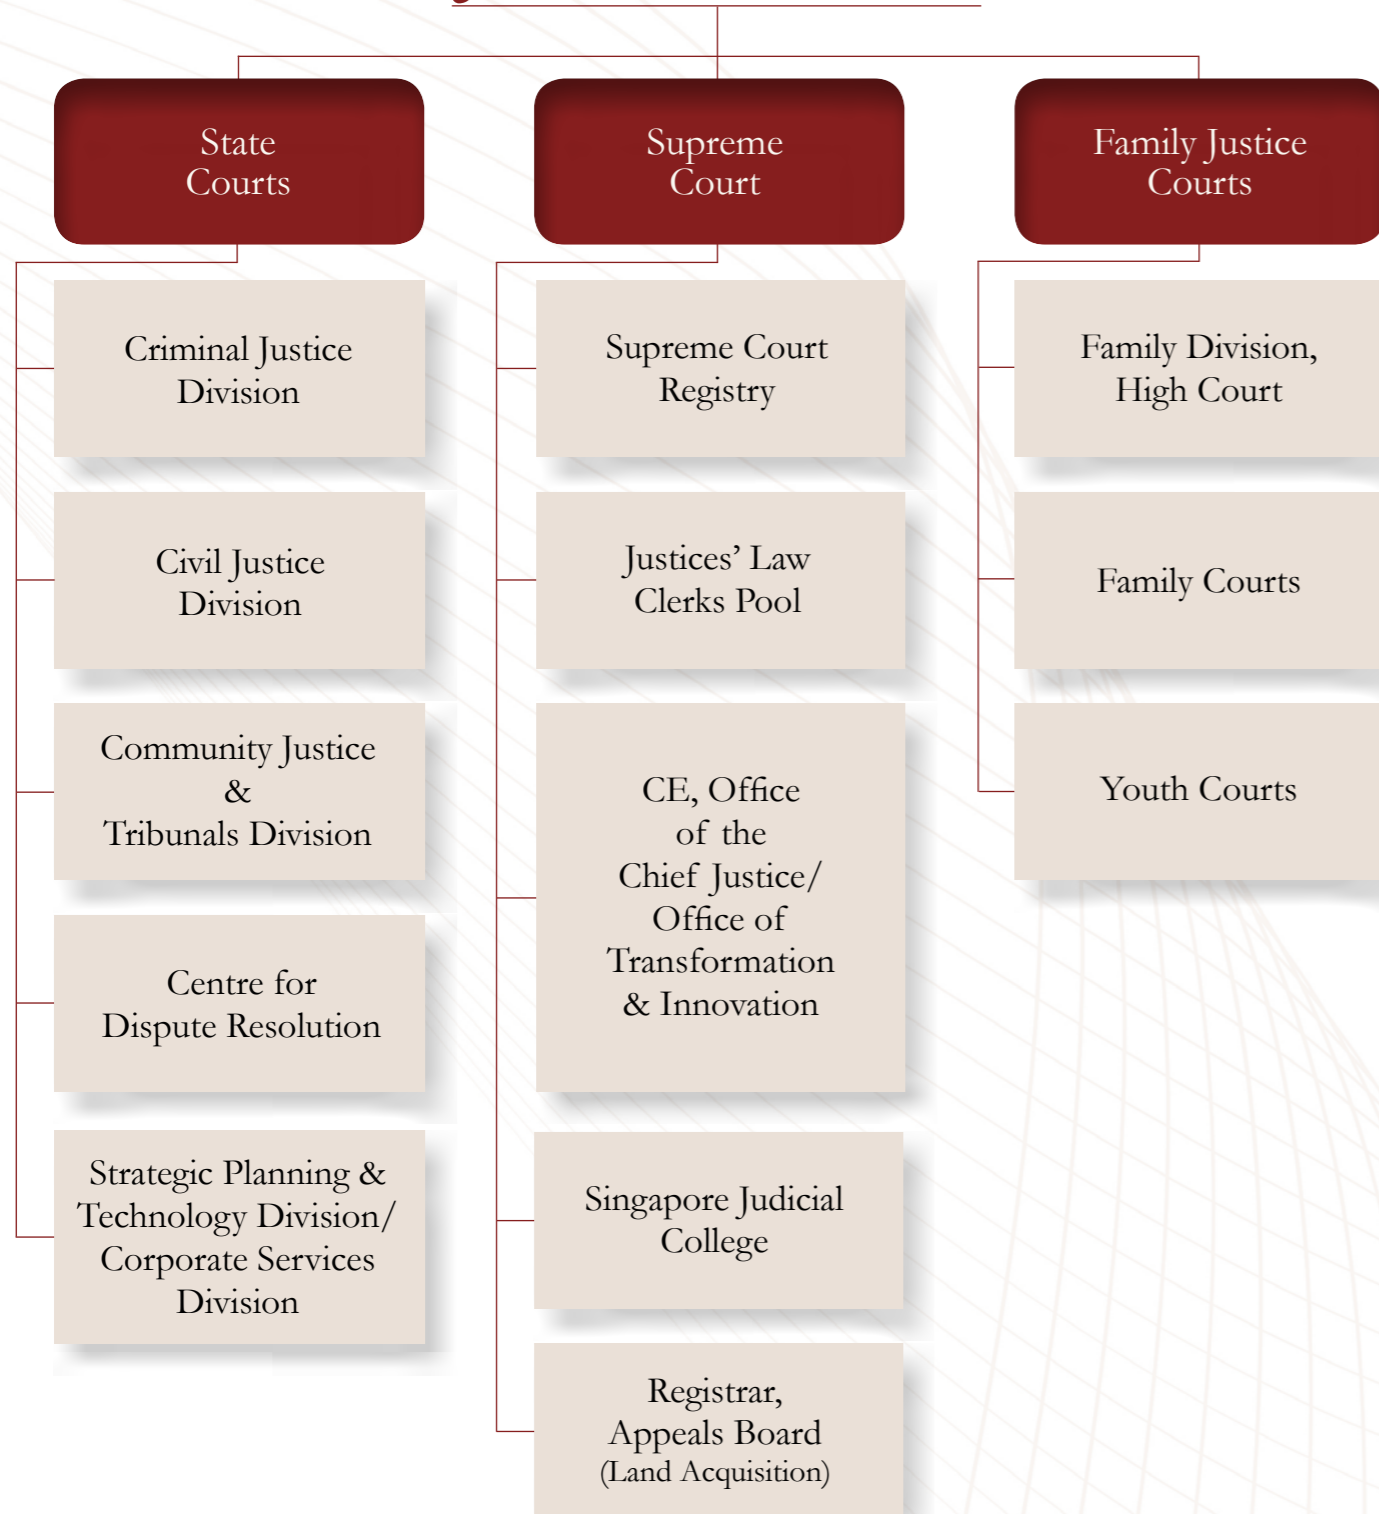 State
Courts
Criminal Justice
Division
Civil Justice
Division
Community Justice
&
Tribunals Division
Centre for
Dispute Resolution
Strategic Planning &
Technology Division/
Corporate Services
Division
Supreme
Court
Supreme Court
Registry
Justices’ Law
Clerks Pool
CE, Office
of the
Chief Justice/
Office of
Transformation
& Innovation
Singapore Judicial
College
Registrar,
Appeals Board
(Land Acquisition)
Family Justice
Courts
Family Division,
High Court
Family Courts
Youth Courts